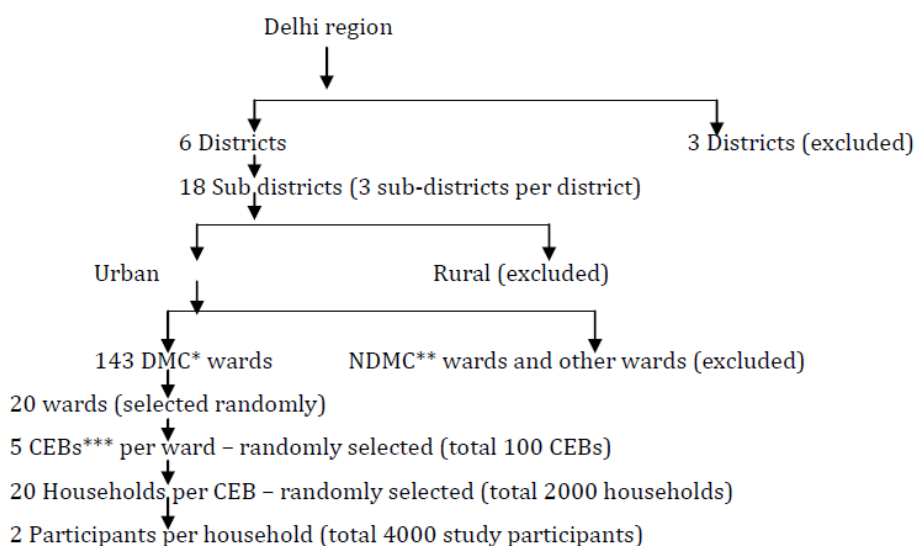 Delhi region
6 Districts
3 Districts (excluded)
18 Sub districts (3 sub-districts per district)
Urban
Rural (excluded)
143 DMC* wards
NDMC** wards and other wards (excluded)
20 wards (selected randomly)
5 CEBs*** per ward – randomly selected (total 100 CEBs)
20 Households per CEB – randomly selected (total 2000 households)
2 Participants per household (total 4000 study participants)